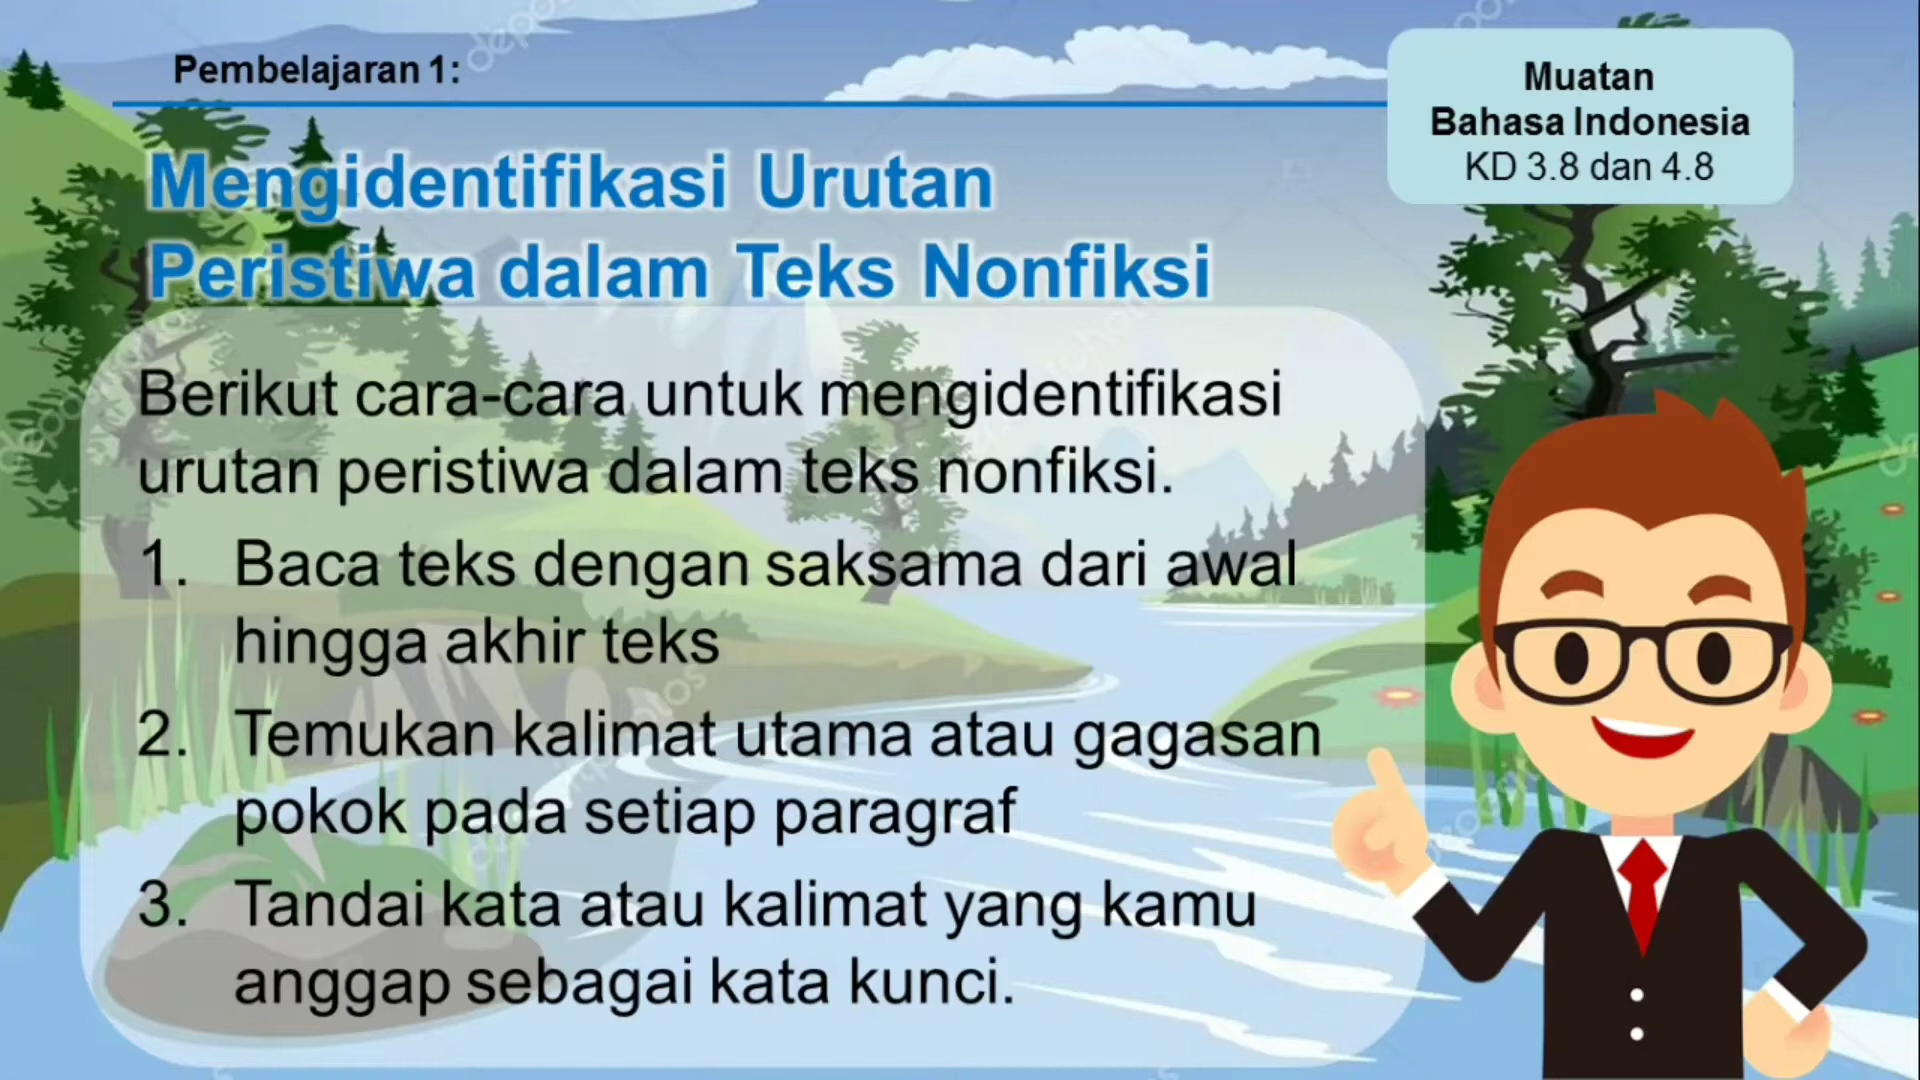 Pembelajaran 1:
Muatan
Bahasa Indonesia
KD 3.8 dan 4.8
Mengidentifikasi Urutan
Peristiwa dalam Teks Nonfiksi
Berikut cara-cara untuk mengidentifikasi
urutan peristiwa dalam teks nonfiksi.
1. Baca teks dengan saksama dari awal
hingga akhir teks
2. Temukan kalimat utama atau gagasan
pokok pada setiap paragraf
3. Tandai kata atau kalimat yang kamu
anggap sebagai kata kunci.